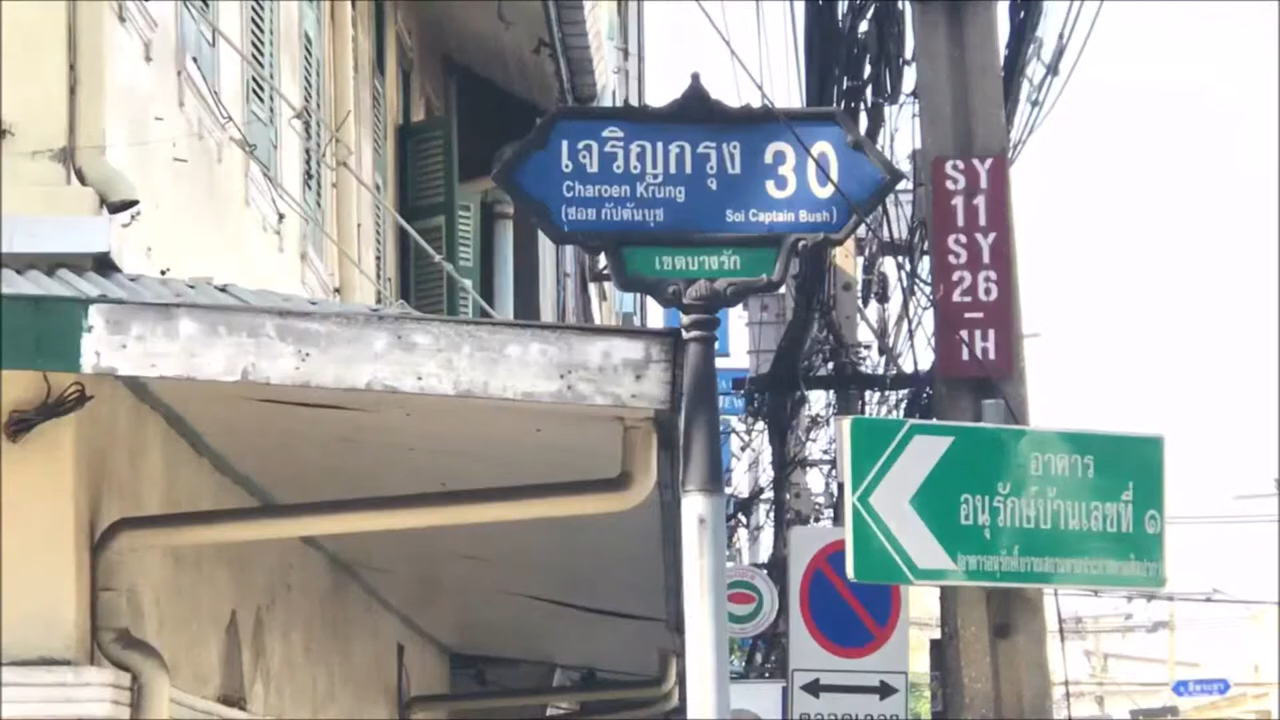 เจริญกรุง 30
Charoen Krung
(ซอย กัปตันบุช Soi Captain Bush)
เขตบางรัก
SY
11
SY
26
-
1H
อาคาร
อนุรักษ์บ้านเลขที่ ๑